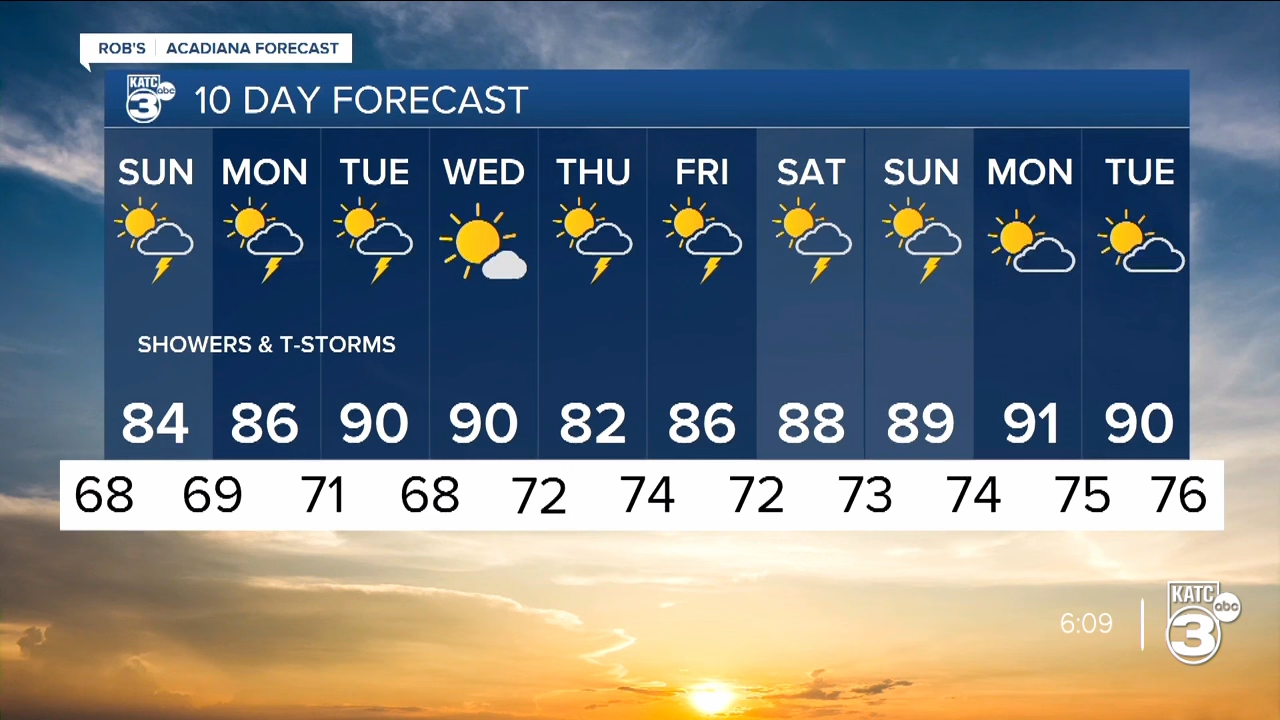 ROB'S ACADIANA FORECAST
KATC 3 abc 10 DAY FORECAST
SUN MON TUE WED THU FRI SAT SUN MON TUE
SHOWERS & T-STORMS
84 86 90 90 82 86 88 89 91 90
68 69 71 68 72 74 72 73 74 75 76
6:09 KATC 3 abc